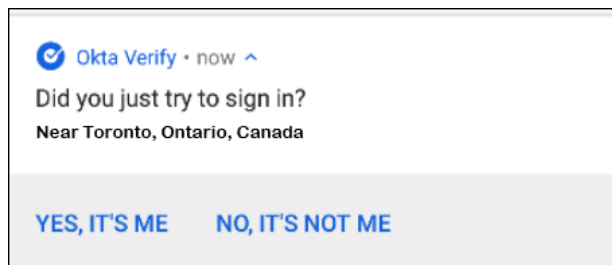 Okta Verify • now ^
Did you just try to sign in?
Near Toronto, Ontario, Canada
YES, IT'S ME NO, IT'S NOT ME